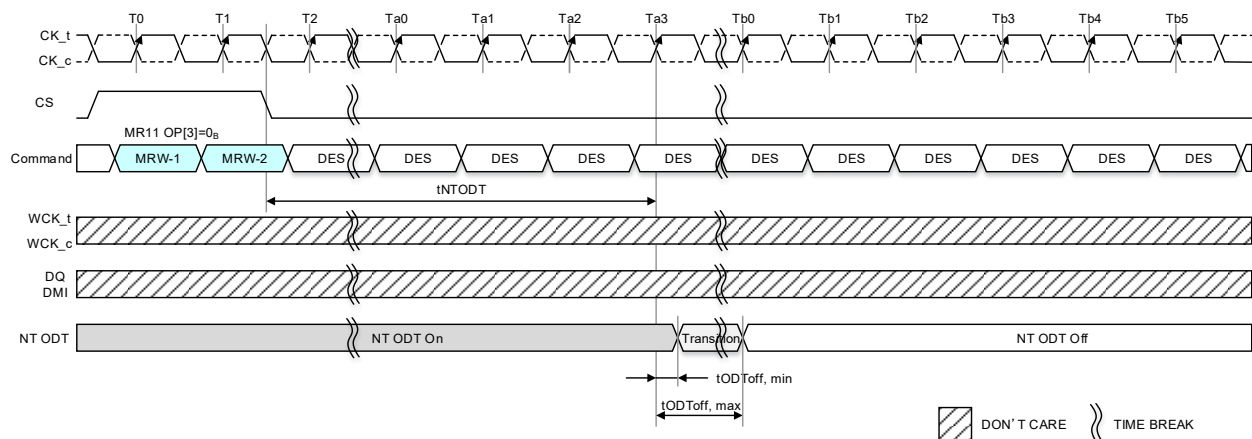 T0 T1 T2 Ta0 Ta1 Ta2 Ta3 Tb0 Tb1 Tb2 Tb3 Tb4 Tb5
CK_t
CK_c
CS
MR11 OP[3]=0B
Command MRW-1 MRW-2 DES DES DES DES DES DES DES DES DES DES DES
tNTODT
WCK_t
WCK_c
DQ
DMI
NT ODT NT ODT On Transition NT ODT Off
tODToff, min
tODToff, max
DON'T CARE TIME BREAK